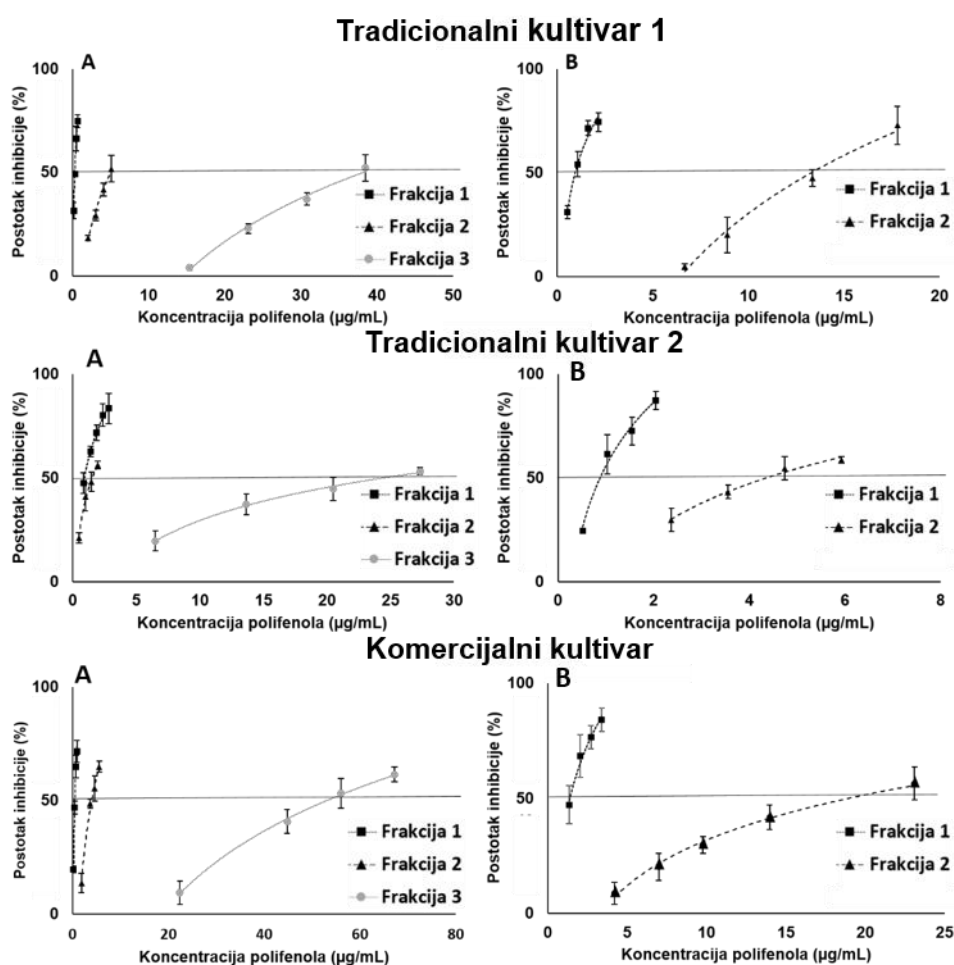 Tradicionalni kultivar 1
A
Postotak inhibicije (%)
100
50
0
Frakcija 1
Frakcija 2
Frakcija 3
0 10 20 30 40 50
Koncentracija polifenola (µg/mL)
B
Postotak inhibicije (%)
100
50
0
Frakcija 1
Frakcija 2
0 5 10 15 20
Koncentracija polifenola (µg/mL)
Tradicionalni kultivar 2
A
Postotak inhibicije (%)
100
50
0
Frakcija 1
Frakcija 2
Frakcija 3
0 10 20 30
Koncentracija polifenola (µg/mL)
B
Postotak inhibicije (%)
100
50
0
Frakcija 1
Frakcija 2
0 2 4 6 8
Koncentracija polifenola (µg/mL)
Komercijalni kultivar
A
Postotak inhibicije (%)
100
50
0
Frakcija 1
Frakcija 2
Frakcija 3
0 20 40 60 80
Koncentracija polifenola (µg/mL)
B
Postotak inhibicije (%)
100
50
0
Frakcija 1
Frakcija 2
0 5 10 15 20 25
Koncentracija polifenola (µg/mL)